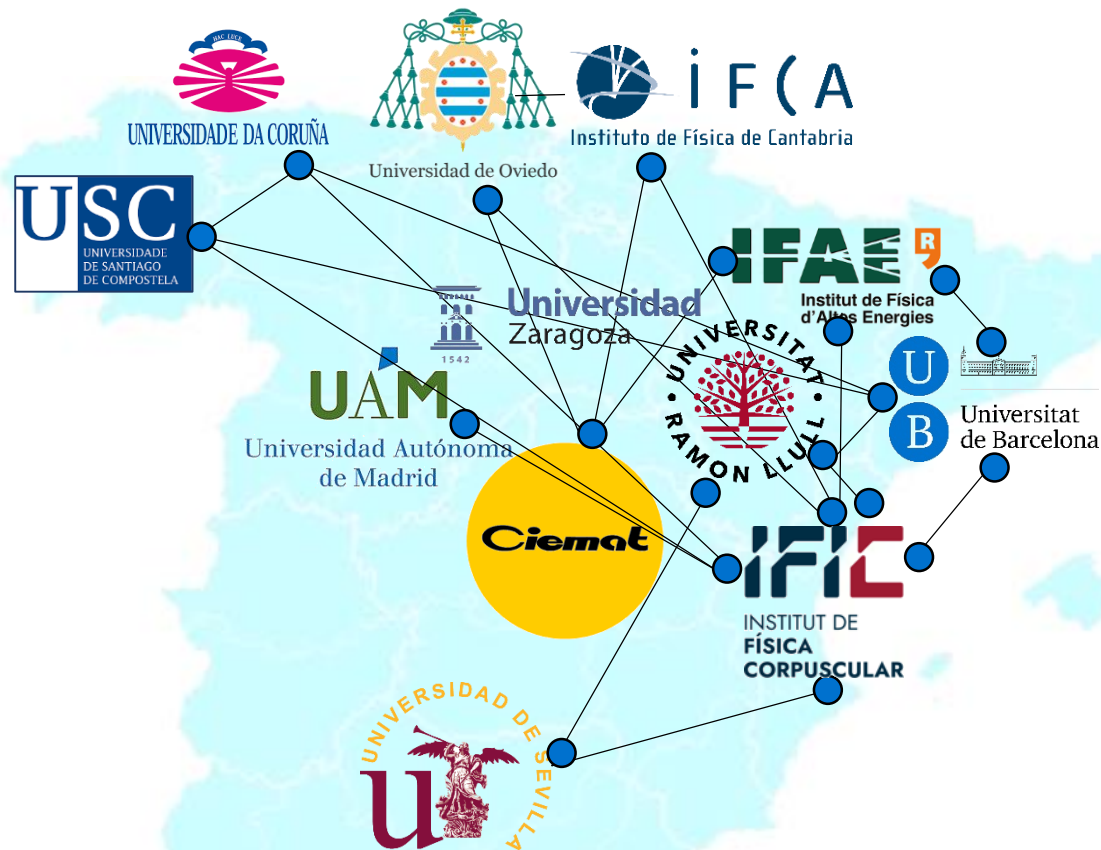 HAC LUCE
UNIVERSIDADE DA CORUÑA
Universidad de Oviedo
iF(A
Instituto de Física de Cantabria
USC
UNIVERSIDADE
DE SANTIAGO
DE COMPOSTELA
IFAE R
Institut de Física
d'Altes Energies
1542
Universidad
Zaragoza
UAM
Universidad Autónoma
de Madrid
UNIVERSITAT
RAMON LLULL
U
B
Universitat
de Barcelona
Ciemat
IFIC
INSTITUT DE
FÍSICA
CORPUSCULAR
UNIVERSIDAD DE SEVILLA
u